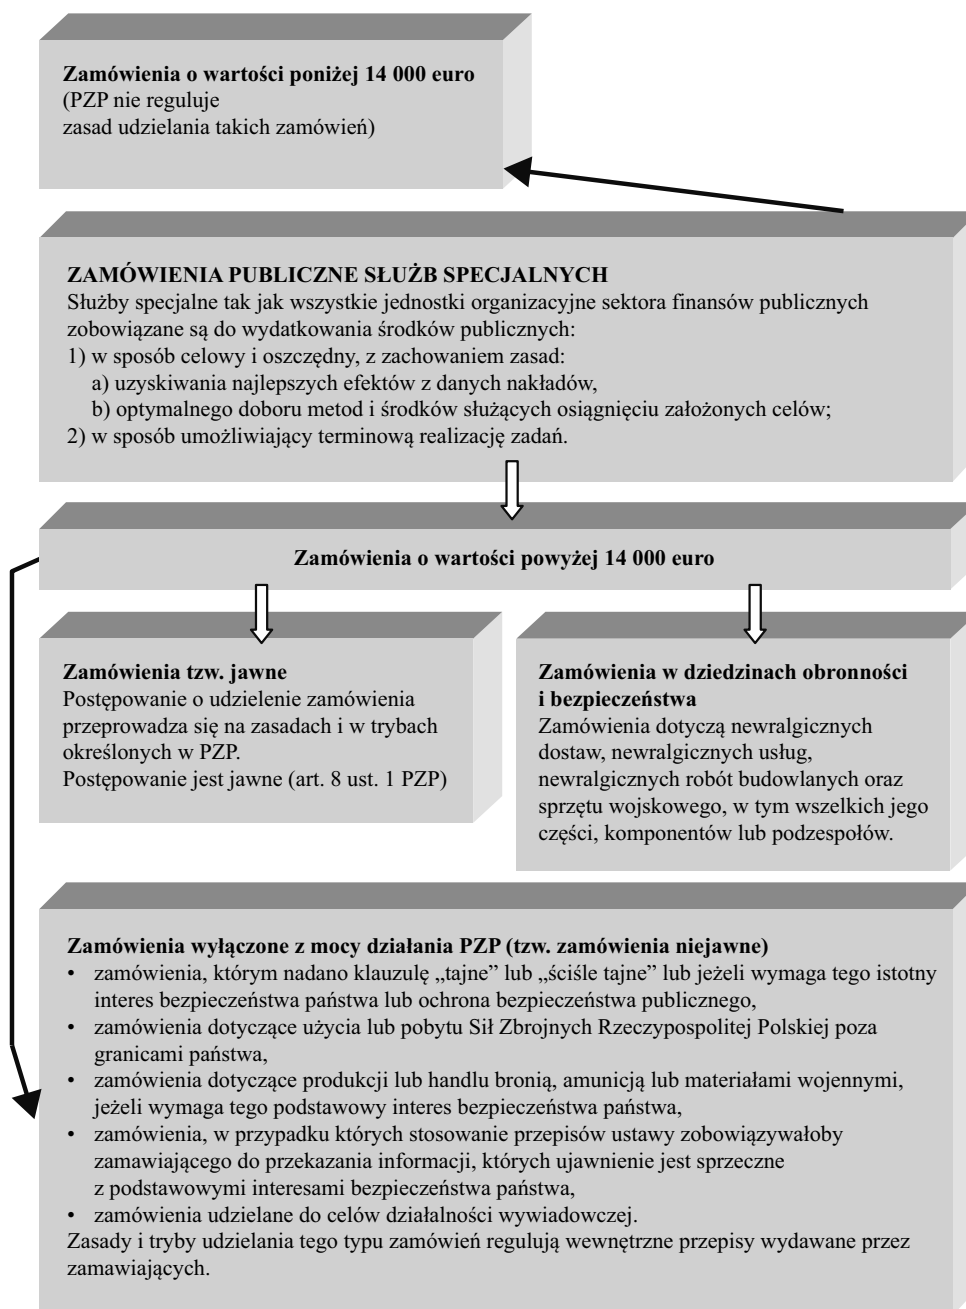 Zamówienia o wartości poniżej 14 000 euro
(PZP nie reguluje
zasad udzielania takich zamówień)
ZAMÓWIENIA PUBLICZNE SŁUŻB SPECJALNYCH
Służby specjalne tak jak wszystkie jednostki organizacyjne sektora finansów publicznych
zobowiązane są do wydatkowania środków publicznych:
1) w sposób celowy i oszczędny, z zachowaniem zasad:
a) uzyskiwania najlepszych efektów z danych nakładów,
b) optymalnego doboru metod i środków służących osiągnięciu założonych celów;
2) w sposób umożliwiający terminową realizację zadań.
Zamówienia o wartości powyżej 14 000 euro
Zamówienia tzw. jawne
Postępowanie o udzielenie zamówienia
przeprowadza się na zasadach i w trybach
określonych w PZP.
Postępowanie jest jawne (art. 8 ust. 1 PZP)
Zamówienia w dziedzinach obronności
i bezpieczeństwa
Zamówienia dotyczą newralgicznych
dostaw, newralgicznych usług,
newralgicznych robót budowlanych oraz
sprzętu wojskowego, w tym wszelkich jego
części, komponentów lub podzespołów.
Zamówienia wyłączone z mocy działania PZP (tzw. zamówienia niejawne)
• zamówienia, którym nadano klauzulę „tajne” lub „ściśle tajne” lub jeżeli wymaga tego istotny
interes bezpieczeństwa państwa lub ochrona bezpieczeństwa publicznego,
• zamówienia dotyczące użycia lub pobytu Sił Zbrojnych Rzeczypospolitej Polskiej poza
granicami państwa,
• zamówienia dotyczące produkcji lub handlu bronią, amunicją lub materiałami wojennymi,
jeżeli wymaga tego podstawowy interes bezpieczeństwa państwa,
• zamówienia, w przypadku których stosowanie przepisów ustawy zobowiązywałoby
zamawiającego do przekazania informacji, których ujawnienie jest sprzeczne
z podstawowymi interesami bezpieczeństwa państwa,
• zamówienia udzielane do celów działalności wywiadowczej.
Zasady i tryby udzielania tego typu zamówień regulują wewnętrzne przepisy wydawane przez
zamawiających.